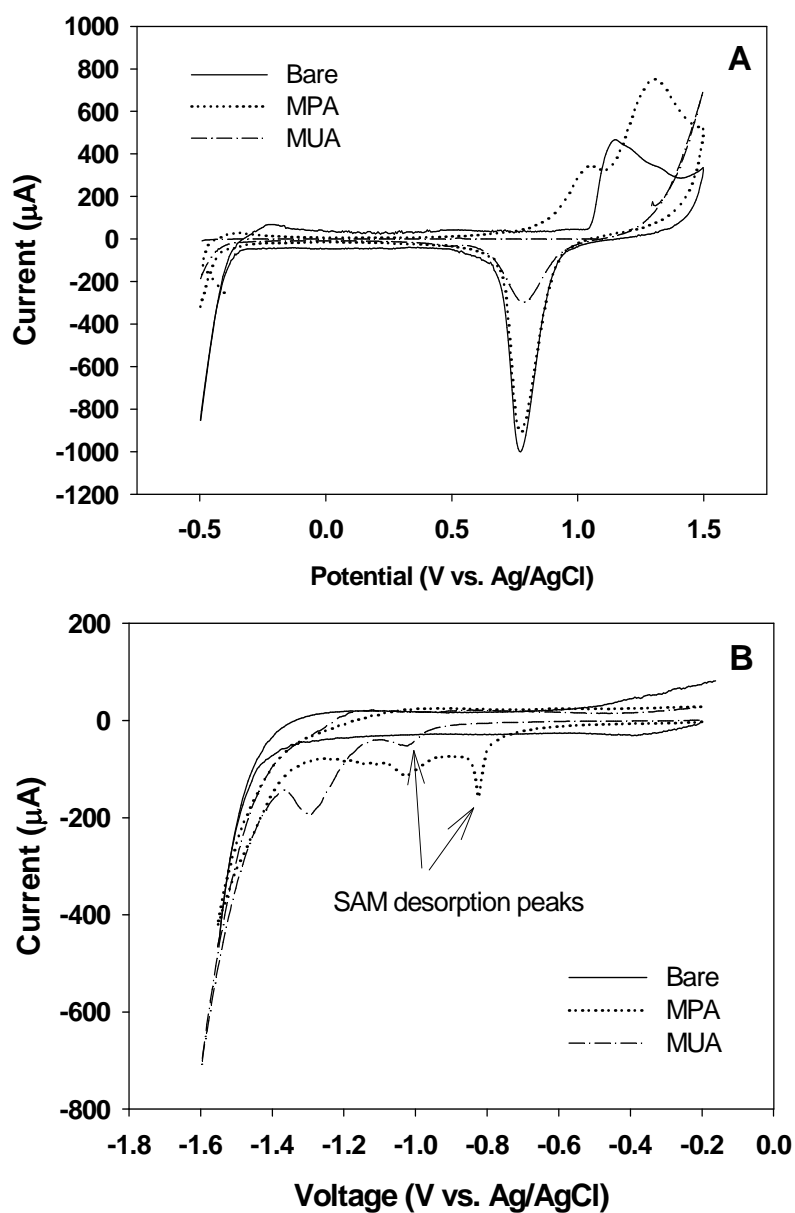 A
Bare
MPA
MUA
1000
800
600
400
200
0
-200
-400
-600
-800
-1000
-1200
Current (μA)
-0.5 0.0 0.5 1.0 1.5
Potential (V vs. Ag/AgCl)
B
200
0
-200
-400
-600
-800
Current (μA)
SAM desorption peaks
Bare
MPA
MUA
-1.8 -1.6 -1.4 -1.2 -1.0 -0.8 -0.6 -0.4 -0.2 0.0
Voltage (V vs. Ag/AgCl)